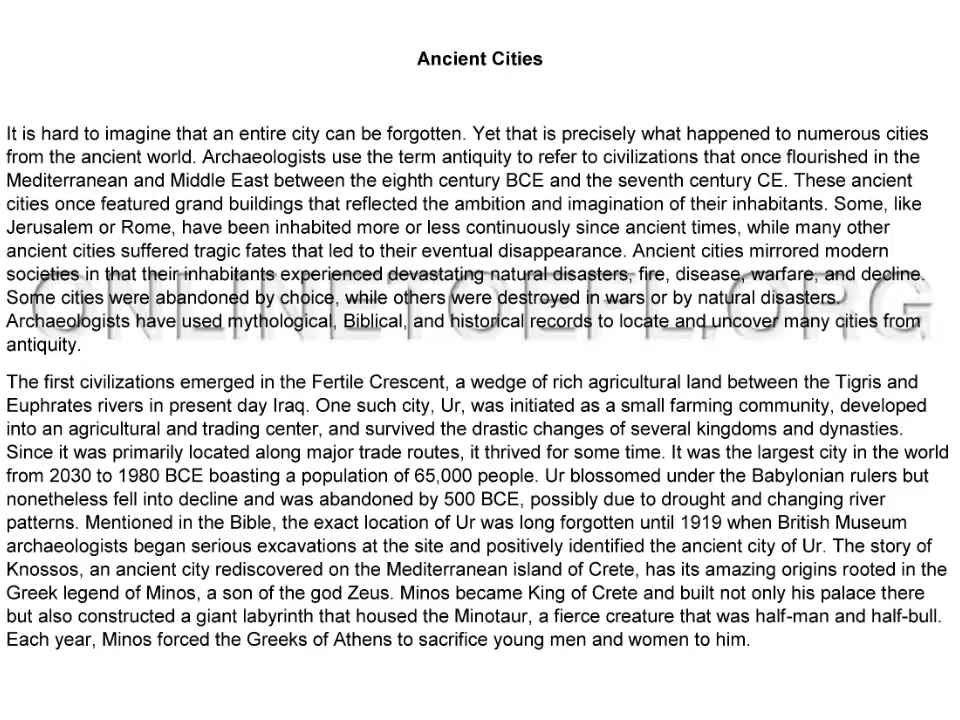 Ancient Cities
It is hard to imagine that an entire city can be forgotten. Yet that is precisely what happened to numerous cities
from the ancient world. Archaeologists use the term antiquity to refer to civilizations that once flourished in the
Mediterranean and Middle East between the eighth century BCE and the seventh century CE. These ancient
cities once featured grand buildings that reflected the ambition and imagination of their inhabitants. Some, like
Jerusalem or Rome, have been inhabited more or less continuously since ancient times, while many other
ancient cities suffered tragic fates that led to their eventual disappearance. Ancient cities mirrored modern
societies in that their inhabitants experienced devastating natural disasters, fire, disease, warfare, and decline.
Some cities were abandoned by choice, while others were destroyed in wars or by natural disasters.
ONLINETOEFL.ORG
Archaeologists have used mythological, Biblical, and historical records to locate and uncover many cities from
antiquity.
The first civilizations emerged in the Fertile Crescent, a wedge of rich agricultural land between the Tigris and
Euphrates rivers in present day Iraq. One such city, Ur, was initiated as a small farming community, developed
into an agricultural and trading center, and survived the drastic changes of several kingdoms and dynasties.
Since it was primarily located along major trade routes, it thrived for some time. It was the largest city in the world
from 2030 to 1980 BCE boasting a population of 65,000 people. Ur blossomed under the Babylonian rulers but
nonetheless fell into decline and was abandoned by 500 BCE, possibly due to drought and changing river
patterns. Mentioned in the Bible, the exact location of Ur was long forgotten until 1919 when British Museum
archaeologists began serious excavations at the site and positively identified the ancient city of Ur. The story of
Knossos, an ancient city rediscovered on the Mediterranean island of Crete, has its amazing origins rooted in the
Greek legend of Minos, a son of the god Zeus. Minos became King of Crete and built not only his palace there
but also constructed a giant labyrinth that housed the Minotaur, a fierce creature that was half-man and half-bull.
Each year, Minos forced the Greeks of Athens to sacrifice young men and women to him.